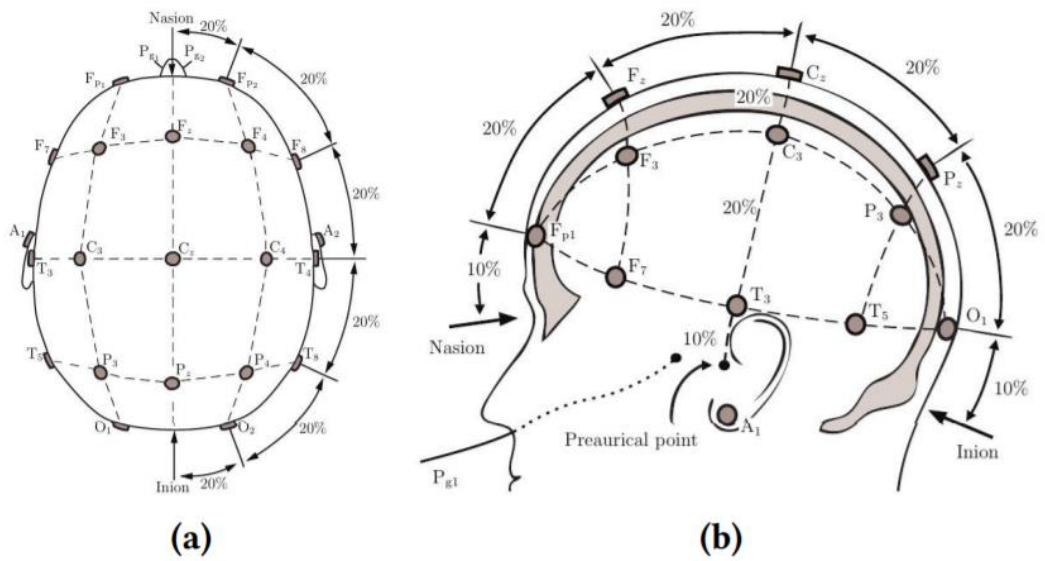 Nasion
20%
Pg1 Pg2
Fp1 Fp2
20%
F7 F3 Fz F4 F8
20%
A1 A2
T3 C3 Cz C4 T4
20%
T5 P3 Pz P4 T8
O1 O2
20%
Inion 20%
(a)
20%
Cz
Fz
20%
20%
20%
F3 C3
Pz
P3
20%
20%
Fp1
10%
F7
T3
T5
O1
Nasion
10%
10%
A1
Preaurical point
Inion
Pg1
(b)